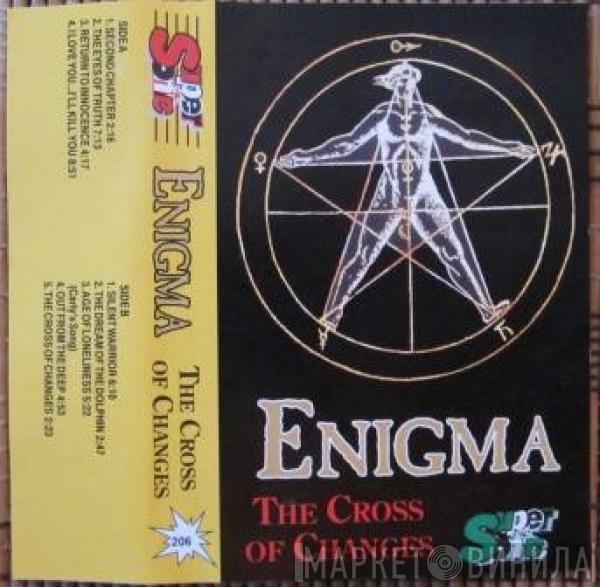 SIDE A
1. SECOND CHAPTER 2:16
2. THE EYES OF TRUTH 7:13
3. RETURN TO INNOCENCE 4:17
4. I LOVE YOU...I'LL KILL YOU 8:51
SIDE B
1. SILENT WARRIOR 6:10
2. THE DREAM OF THE DOLPHIN 2:47
3. AGE OF LONELINESS 5:22
(Carly's Song)
4. OUT FROM THE DEEP 4:53
5. THE CROSS OF CHANGES 2:23
Super
ENIGMA
THE CROSS
OF CHANGES
206
ENIGMA
THE CROSS
OF CHANGES
Super
МАРКЕТ ВИНИЛА